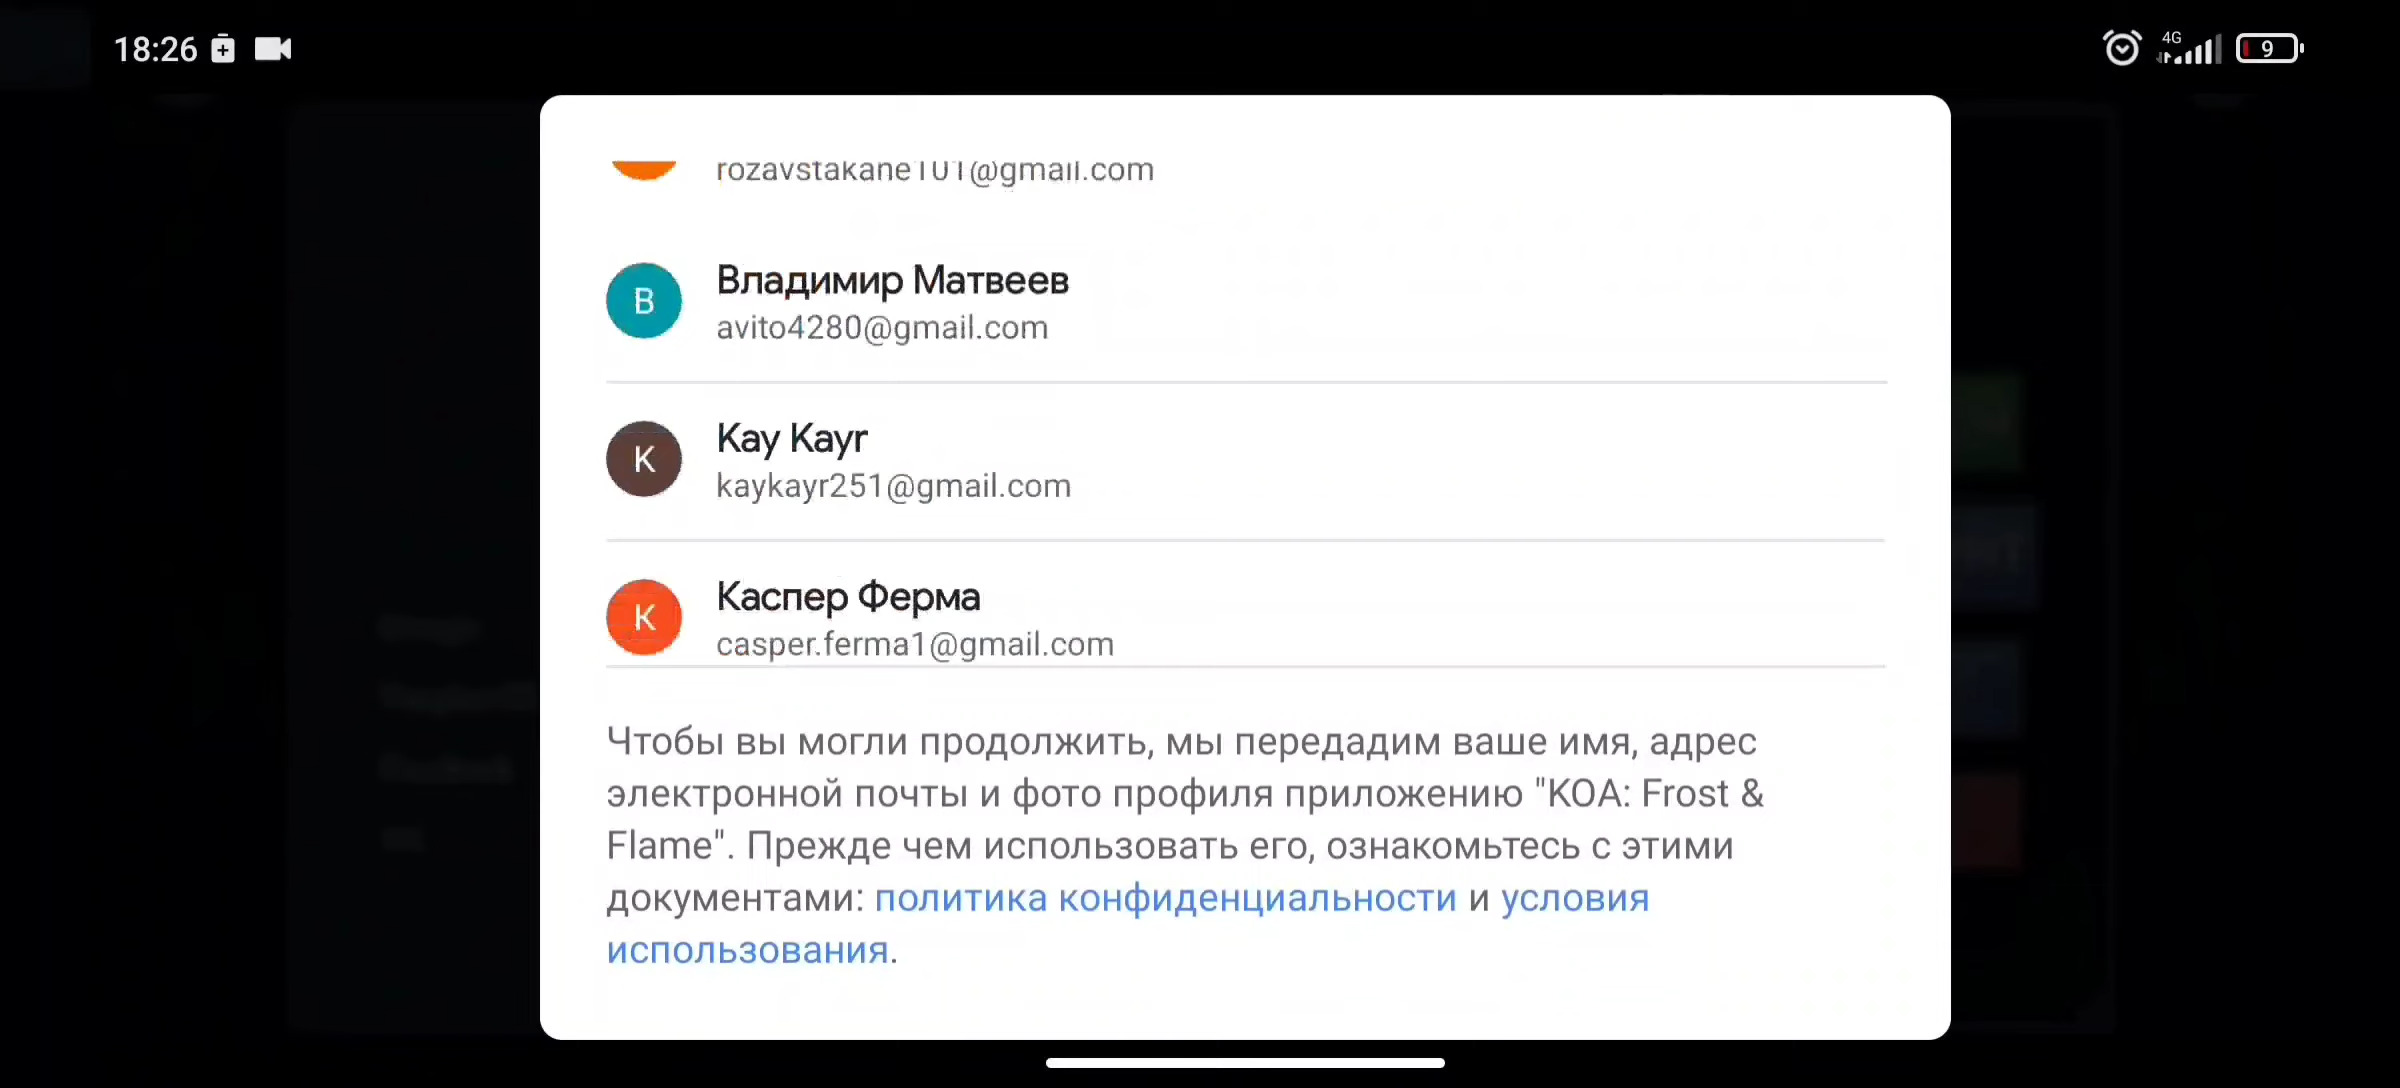 18:26
4G
9
rozavstakane101@gmail.com
В
Владимир Матвеев
avito4280@gmail.com
K
Kay Kayr
kaykayr251@gmail.com
К
Каспер Ферма
casper.ferma1@gmail.com
Чтобы вы могли продолжить, мы передадим ваше имя, адрес
электронной почты и фото профиля приложению "KOA: Frost &
Flame". Прежде чем использовать его, ознакомьтесь с этими
документами: политика конфиденциальности и условия
использования.